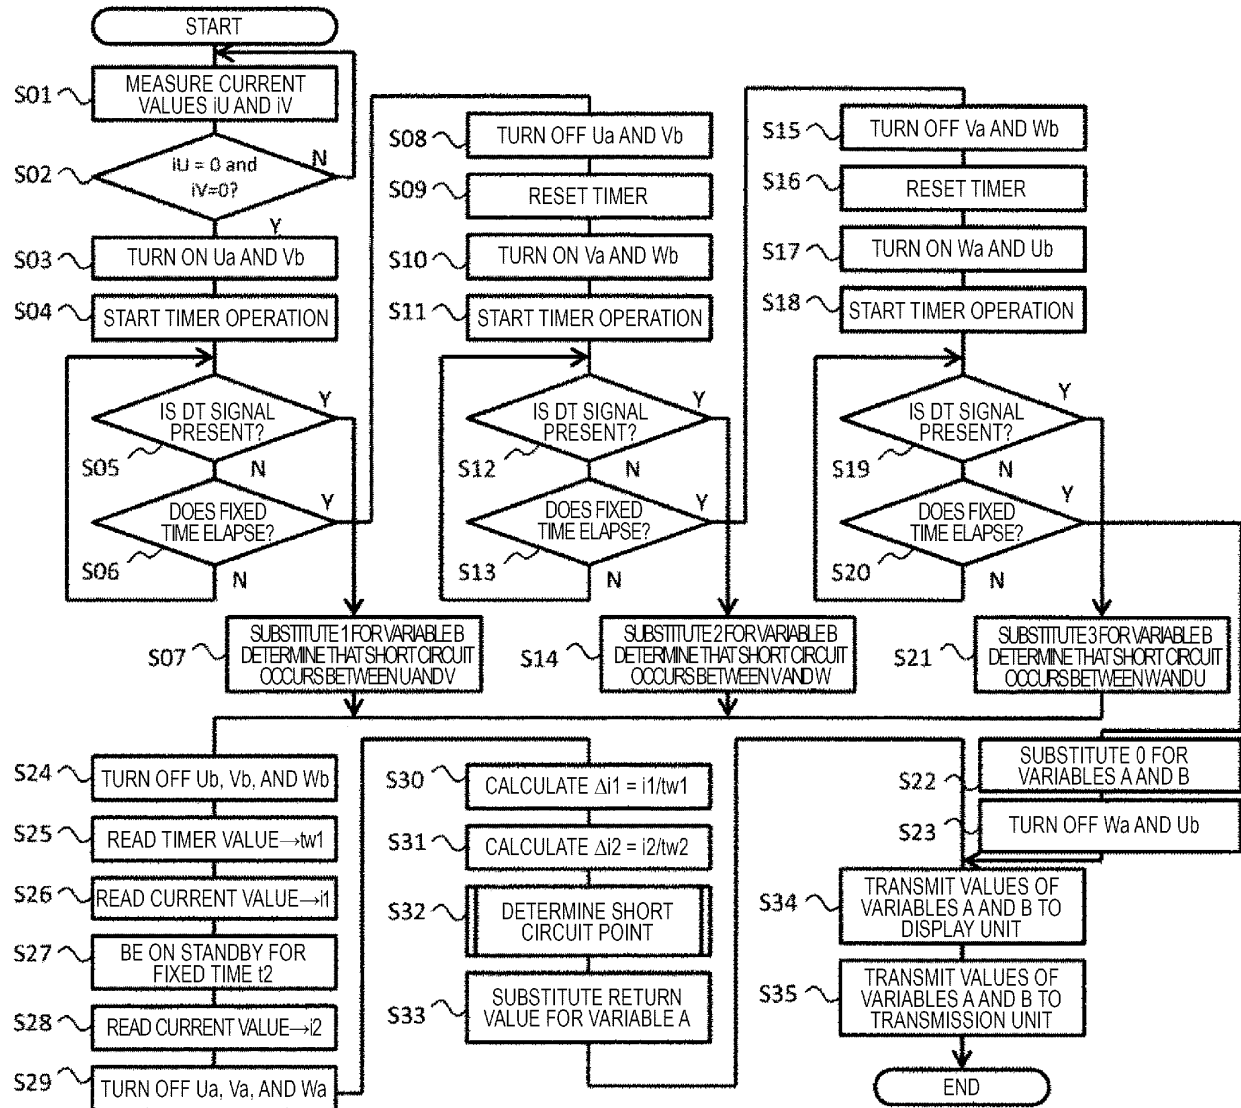 START
S01
MEASURE CURRENT
VALUES iU AND iV
S02
iU = 0 and
iV=0?
N
Y
S03
TURN ON Ua AND Vb
S04
START TIMER OPERATION
IS DT SIGNAL
PRESENT?
Y
S05
N
DOES FIXED
TIME ELAPSE?
Y
S06
N
S07
SUBSTITUTE 1 FOR VARIABLE B
DETERMINE THAT SHORT CIRCUIT
OCCURS BETWEEN U AND V
S08
TURN OFF Ua AND Vb
S09
RESET TIMER
S10
TURN ON Va AND Wb
S11
START TIMER OPERATION
IS DT SIGNAL
PRESENT?
Y
S12
N
DOES FIXED
TIME ELAPSE?
Y
S13
N
S14
SUBSTITUTE 2 FOR VARIABLE B
DETERMINE THAT SHORT CIRCUIT
OCCURS BETWEEN V AND W
S15
TURN OFF Va AND Wb
S16
RESET TIMER
S17
TURN ON Wa AND Ub
S18
START TIMER OPERATION
IS DT SIGNAL
PRESENT?
Y
S19
N
DOES FIXED
TIME ELAPSE?
Y
S20
N
S21
SUBSTITUTE 3 FOR VARIABLE B
DETERMINE THAT SHORT CIRCUIT
OCCURS BETWEEN W AND U
S22
SUBSTITUTE 0 FOR
VARIABLES A AND B
S23
TURN OFF Wa AND Ub
S24
TURN OFF Ub, Vb, AND Wb
S25
READ TIMER VALUE→tw1
S26
READ CURRENT VALUE→i1
S27
BE ON STANDBY FOR
FIXED TIME t2
S28
READ CURRENT VALUE→i2
S29
TURN OFF Ua, Va, AND Wa
S30
CALCULATE Δi1 = i1/tw1
S31
CALCULATE Δi2 = i2/tw2
S32
DETERMINE SHORT
CIRCUIT POINT
S33
SUBSTITUTE RETURN
VALUE FOR VARIABLE A
S34
TRANSMIT VALUES OF
VARIABLES A AND B TO
DISPLAY UNIT
S35
TRANSMIT VALUES OF
VARIABLES A AND B TO
TRANSMISSION UNIT
END